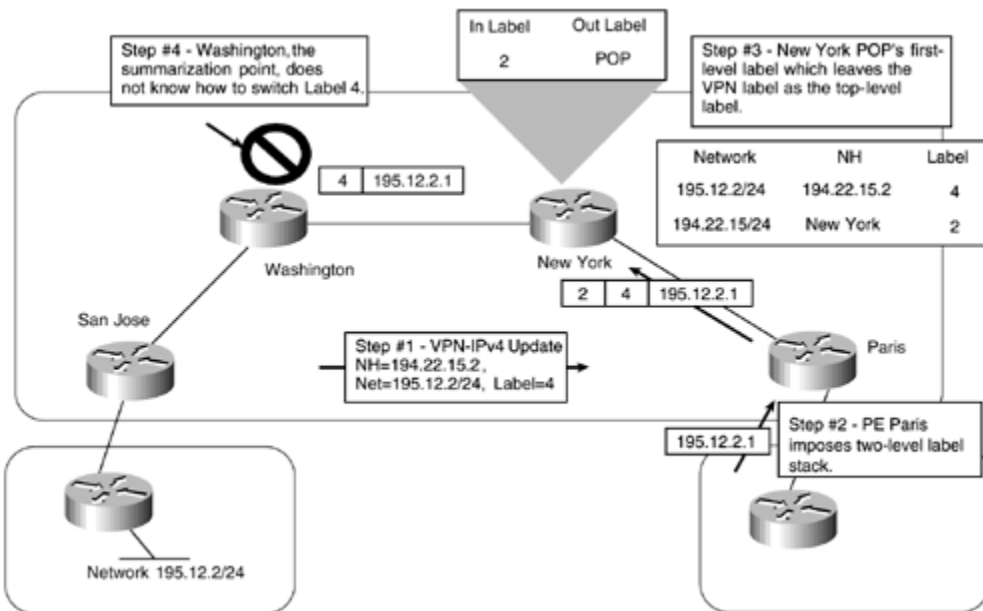 In Label Out Label
2 POP
Step #4 - Washington,the
summarization point, does
not know how to switch Label 4.
Step #3 - New York POP's first-
level label which leaves the
VPN label as the top-level
label.
Network NH Label
195.12.2/24 194.22.15.2 4
194.22.15/24 New York 2
4 195.12.2.1
Washington
New York
2 4 195.12.2.1
San Jose
Step #1 - VPN-IPv4 Update
NH=194.22.15.2,
Net=195.12.2/24, Label=4
Paris
195.12.2.1
Step #2 - PE Paris
imposes two-level label
stack.
Network 195.12.2/24